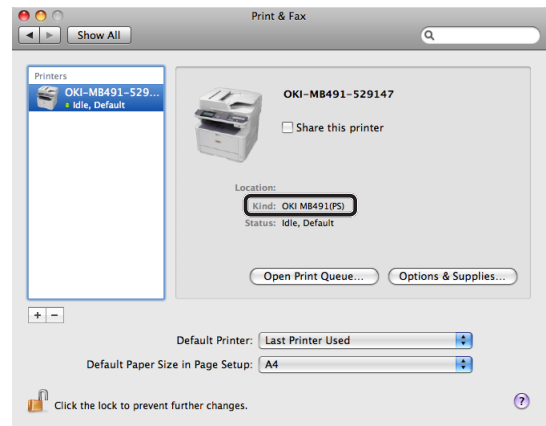 Print & Fax
Show All
Printers
OKI-MB491-529...
Idle, Default
OKI-MB491-529147
Share this printer
Location:
Kind: OKI MB491(PS)
Status: Idle, Default
Open Print Queue... Options & Supplies...
+ −
Default Printer: Last Printer Used
Default Paper Size in Page Setup: A4
Click the lock to prevent further changes. ?